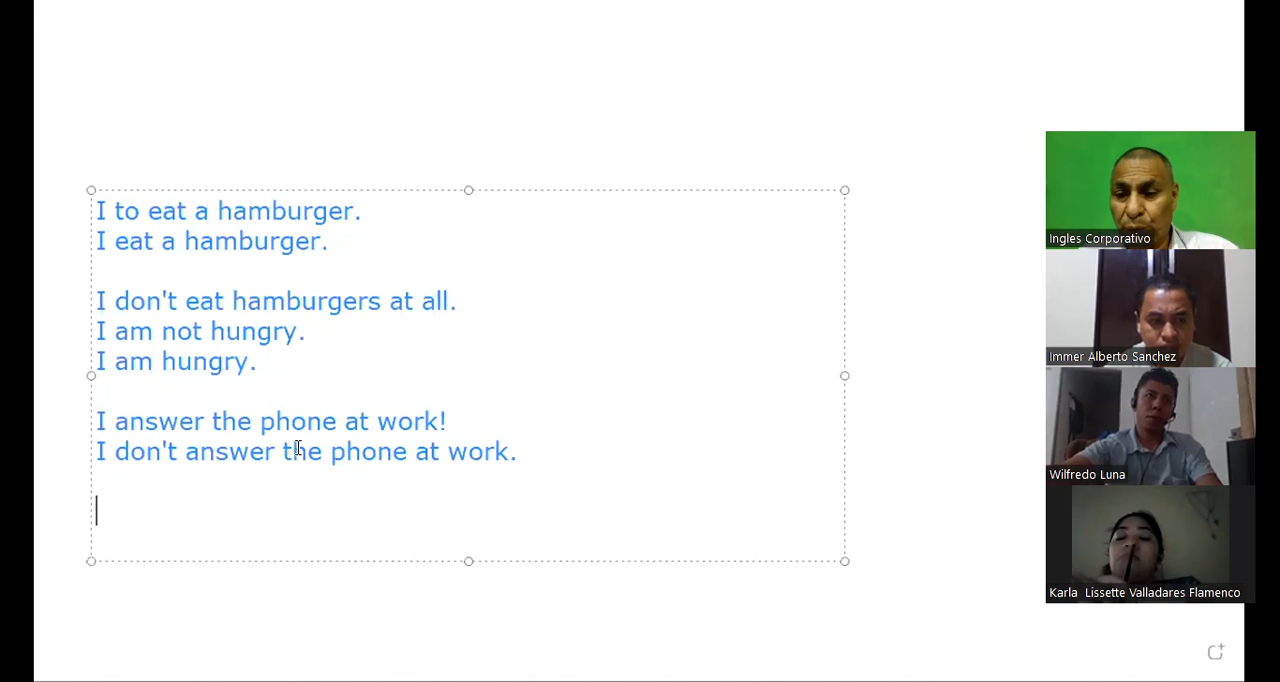 I to eat a hamburger.
I eat a hamburger.
I don't eat hamburgers at all.
I am not hungry.
I am hungry.
I answer the phone at work!
I don't answer the phone at work.
Ingles Corporativo
Immer Alberto Sanchez
Wilfredo Luna
Karla Lissette Valladares Flamenco